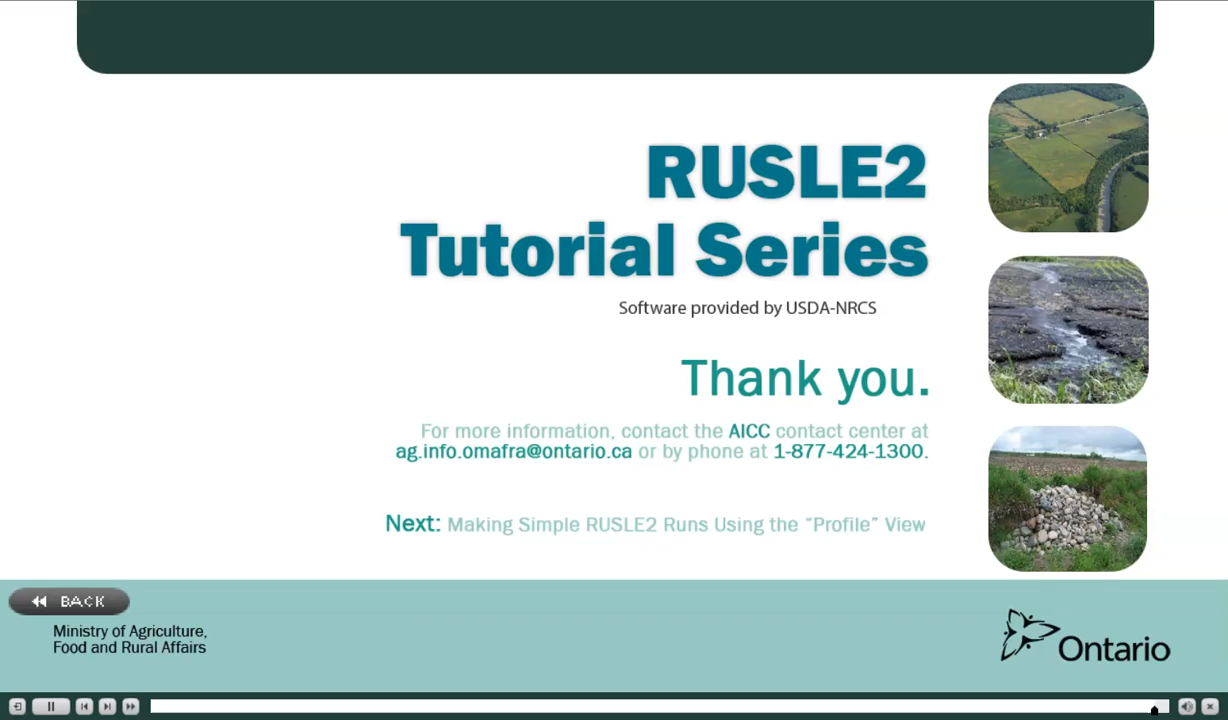 RUSLE2
Tutorial Series
Software provided by USDA-NRCS
Thank you.
For more information, contact the AICC contact center at
ag.info.omafra@ontario.ca or by phone at 1-877-424-1300.
Next: Making Simple RUSLE2 Runs Using the “Profile” View
BACK
Ministry of Agriculture,
Food and Rural Affairs
Ontario